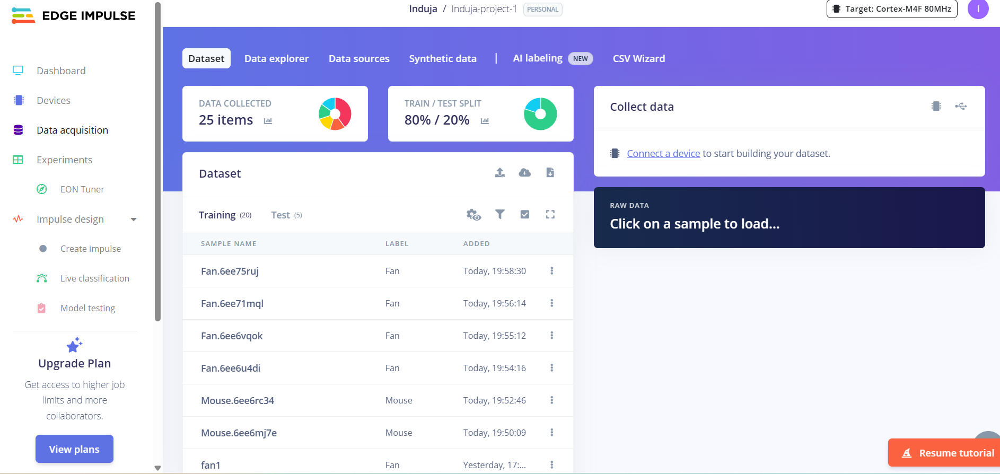 EDGE IMPULSE
Induja / Induja-project-1 PERSONAL
Target: Cortex-M4F 80MHz
I
Dashboard
Devices
Data acquisition
Experiments
EON Tuner
Impulse design
Create impulse
Live classification
Model testing
Upgrade Plan
Get access to higher job
limits and more
collaborators.
View plans
Dataset Data explorer Data sources Synthetic data | AI labeling NEW CSV Wizard
DATA COLLECTED
25 items
TRAIN / TEST SPLIT
80% / 20%
Collect data
Connect a device to start building your dataset.
RAW DATA
Click on a sample to load...
Dataset
Training (20) Test (5)
SAMPLE NAME LABEL ADDED
Fan.6ee75ruj Fan Today, 19:58:30
Fan.6ee71mql Fan Today, 19:56:14
Fan.6ee6vqok Fan Today, 19:55:12
Fan.6ee6u4di Fan Today, 19:54:16
Mouse.6ee6rc34 Mouse Today, 19:52:46
Mouse.6ee6mj7e Mouse Today, 19:50:09
fan1 Fan Yesterday, 17:...
Resume tutorial